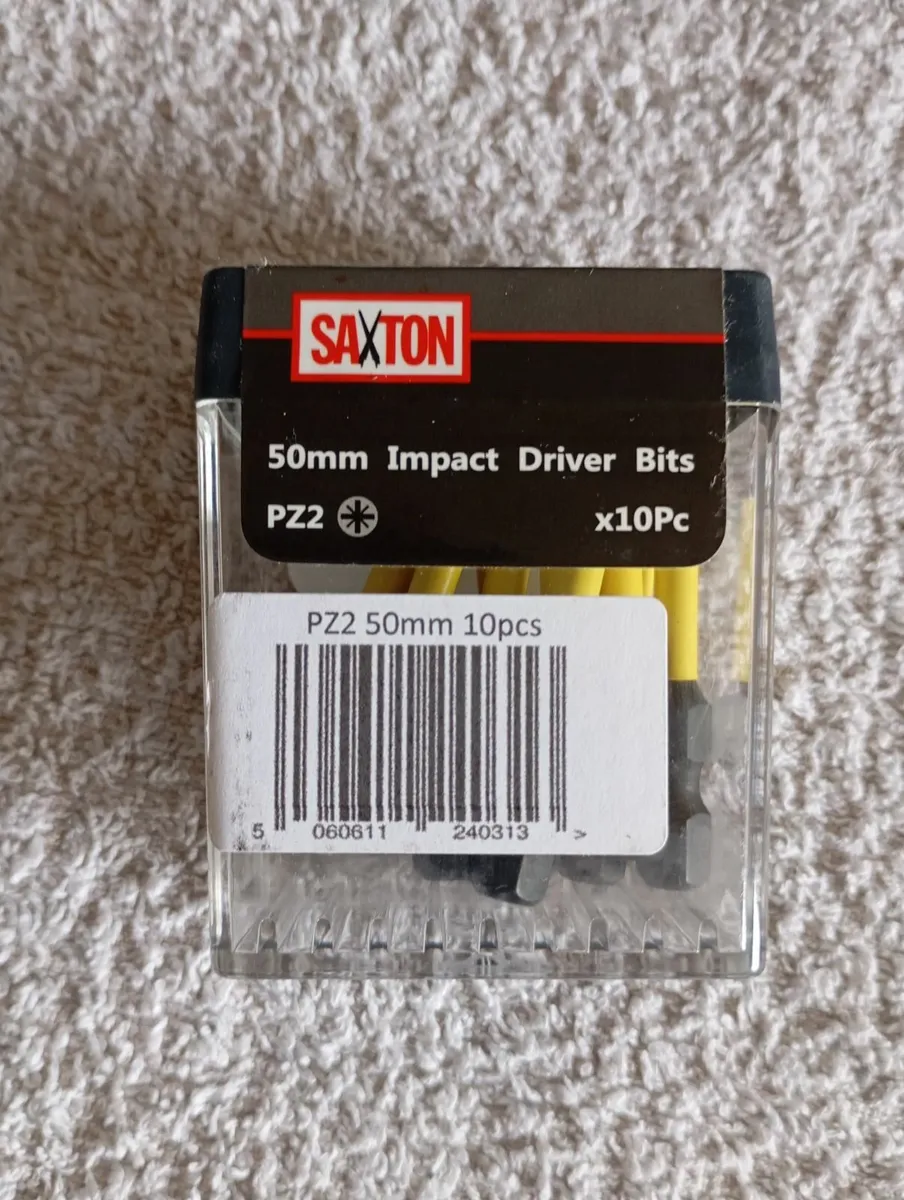 SAXTON
50mm Impact Driver Bits
PZ2 x10Pc
PZ2 50mm 10pcs
5 060611 240313 >